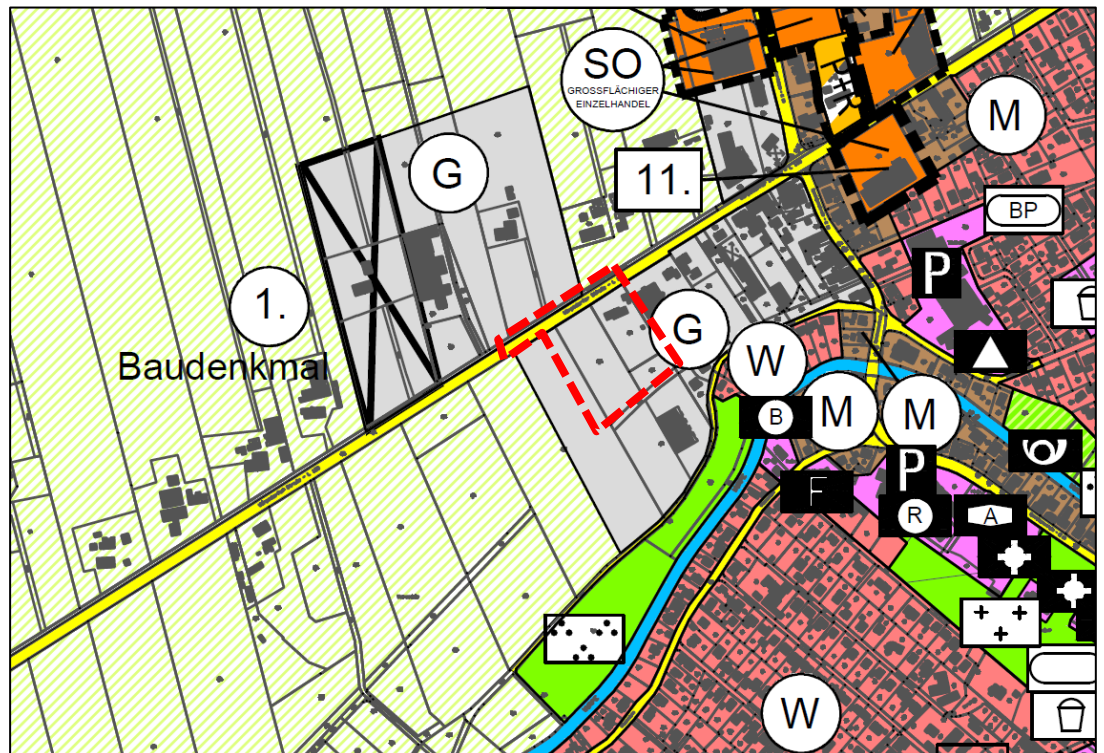 SO
GROSSFLÄCHIGER
EINZELHANDEL
M
G
11.
BP
P
1.
G
W
Baudenkmal
B
M
M
P
F
R
A
W